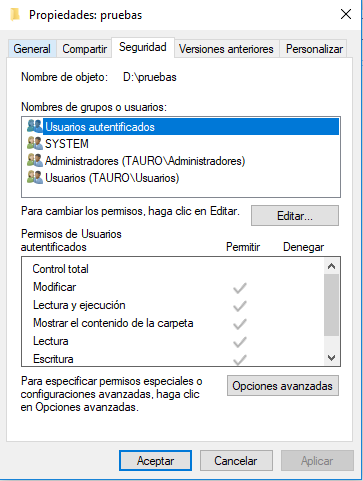 Propiedades: pruebas
General Compartir Seguridad Versiones anteriores Personalizar
Nombre de objeto: D:\pruebas
Nombres de grupos o usuarios:
Usuarios autentificados
SYSTEM
Administradores (TAURO\Administradores)
Usuarios (TAURO\Usuarios)
Para cambiar los permisos, haga clic en Editar.
Editar...
Permisos de Usuarios
autentificados Permitir Denegar
Control total
Modificar
Lectura y ejecución
Mostrar el contenido de la carpeta
Lectura
Escritura
Para especificar permisos especiales o
configuraciones avanzadas, haga clic
en Opciones avanzadas.
Opciones avanzadas
Aceptar Cancelar Aplicar